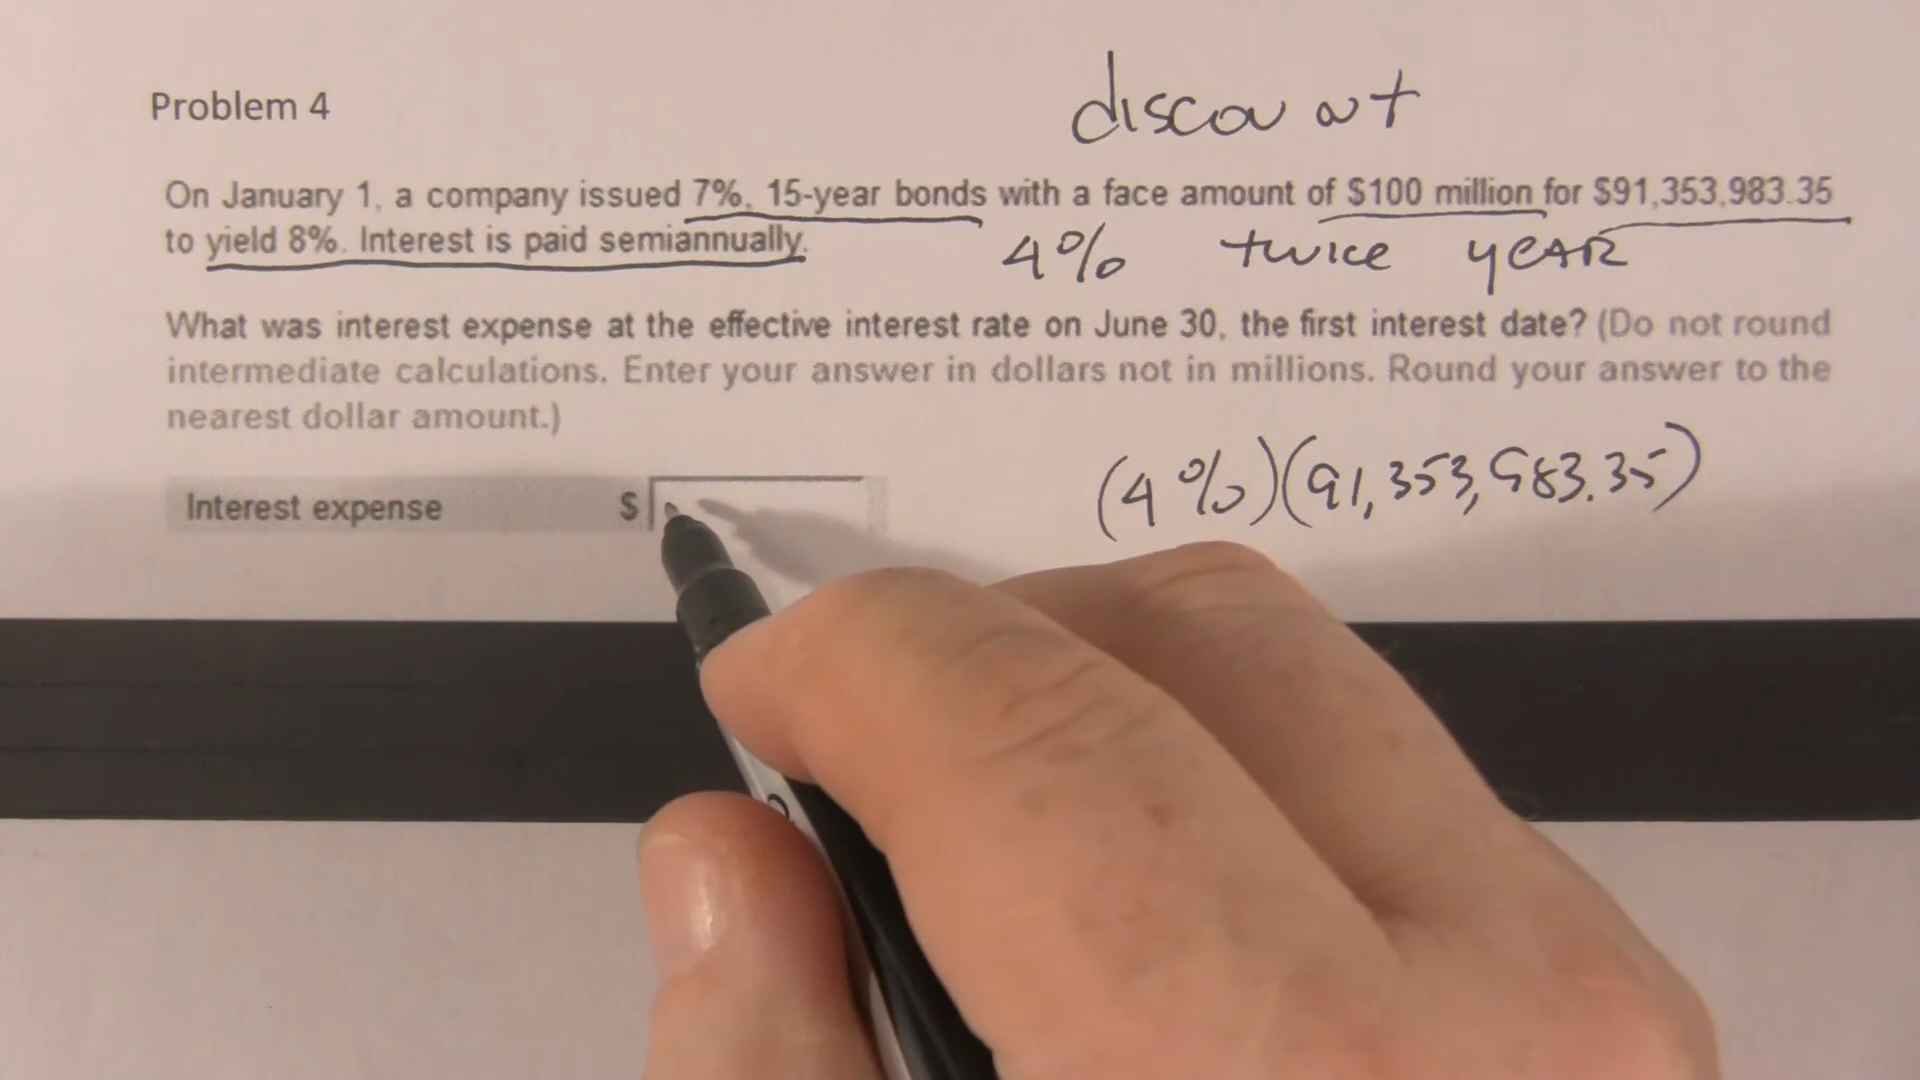 discount
Problem 4
On January 1, a company issued 7%, 15-year bonds with a face amount of $100 million for $91,353,983.35
to yield 8%. Interest is paid semiannually.
4% twice year
What was interest expense at the effective interest rate on June 30, the first interest date? (Do not round
intermediate calculations. Enter your answer in dollars not in millions. Round your answer to the
nearest dollar amount.)
(4%)(91,353,983.35)
Interest expense $